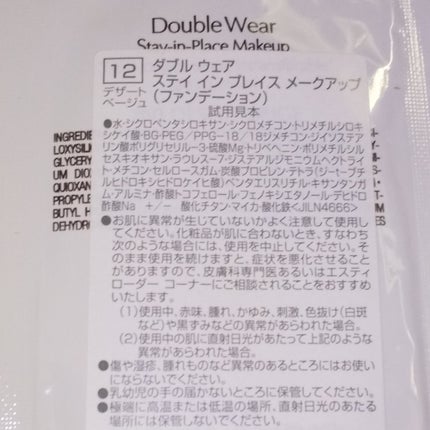 Double Wear
Stay-in-Place Makeup
12
デザート
ベージュ
ダブル ウェア
ステイ イン プレイス メークアップ
(ファンデーション)
試用見本
●水・シクロペンタシロキサン・シクロメチコン・トリメチルシロキ
シケイ酸・BG・PEG/PPG-18/18ジメチコン・ジイソステア
リン酸ポリグリセリル-3・硫酸Mg・トリベヘニン・ポリメチルシル
セスキオキサン・ラウレス-7・ジステアルジモニウムヘクトライ
ト・メチコン・セルロースガム・炭酸プロピレン・テトラ(ジ-t-ブチル
ヒドロキシヒドロケイヒ酸)ペンタエリスリチル・キサンタンガ
ム・アルミナ・酢酸トコフェロール・フェノキシエタノール・デヒドロ
酢酸Na +/- 酸化チタン・マイカ・酸化鉄<ILN4666>
●お肌に異常が生じていないかよく注意して使用して
ください。化粧品が肌に合わないとき、すなわち
次のような場合には、使用を中止してください。その
まま使用を続けますと、症状を悪化させることが
ありますので、皮膚科専門医あるいはエスティ
ローダー コーナーにご相談されることをおすすめ
いたします。
(1)使用中、赤味、腫れ、かゆみ、刺激、色抜け(白斑
など)や黒ずみなどの異常があらわれた場合。
(2)使用中の肌に直射日光があたって上記のような
異常があらわれた場合。
●傷や湿疹、腫れもの等異常のあるところにはお使い
にならないでください。
●乳幼児の手の届かないところに保管してください。
●極端に高温または低温の場所、直射日光のあたる
場所には保管しないでください。
INGREDIE
LOXYSILIC
GLYCERY
UM DIOX
QUIOXAN
PROPYLE
BUTYL H
DEHYDRO